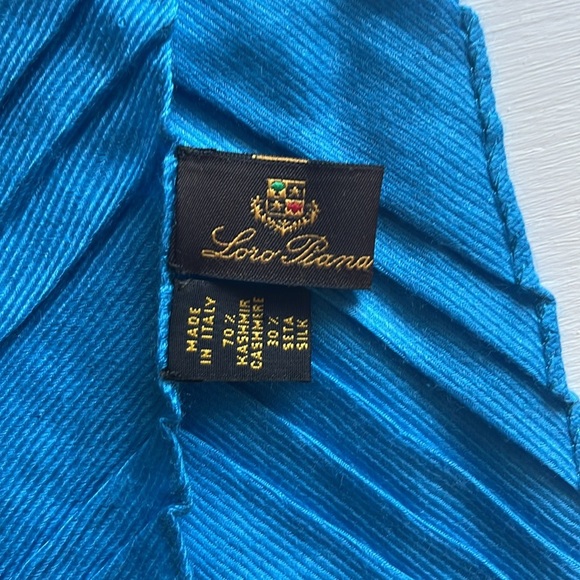 Loro Piana
MADE
IN ITALY
70 %
KASHMIR
CASHMERE
30 %
SETA
SILK